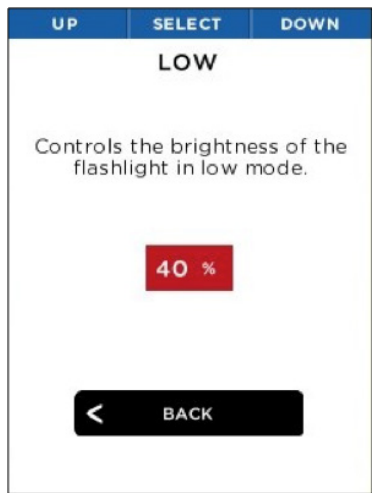 UP SELECT DOWN
LOW
Controls the brightness of the
flashlight in low mode.
40 %
< BACK